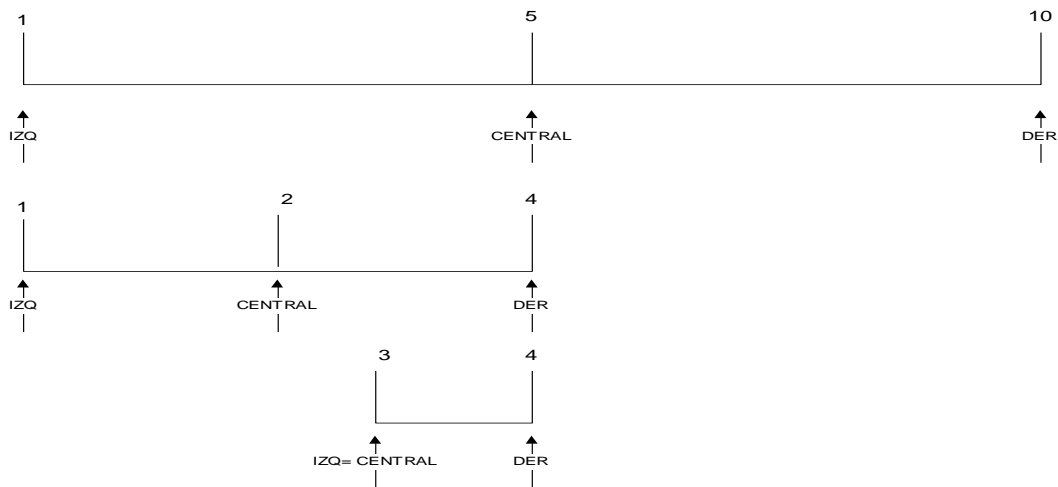 1 5 10
IZQ CENTRAL DER
1 2 4
IZQ CENTRAL DER
3 4
IZQ= CENTRAL DER